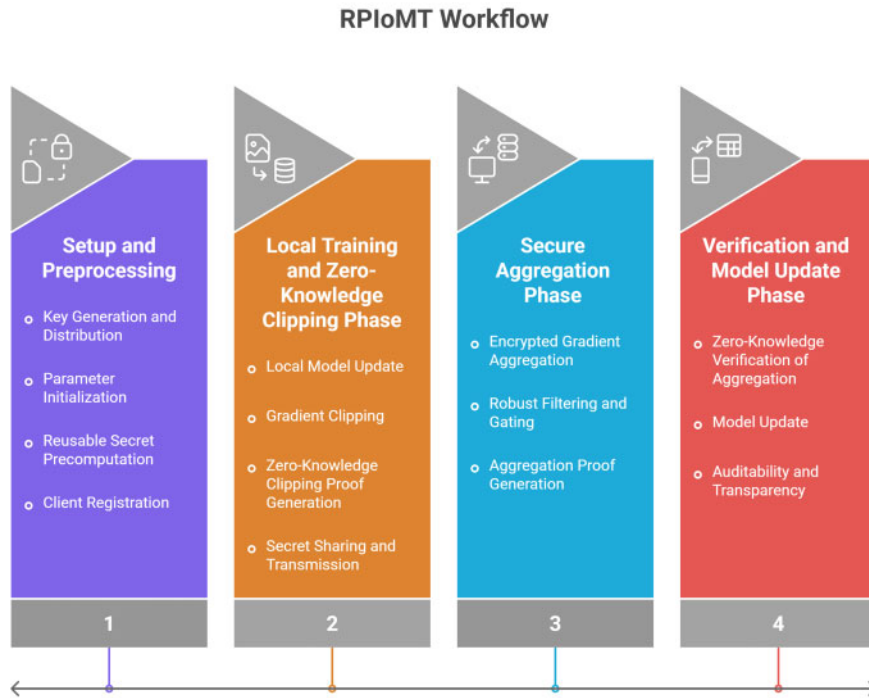 RPIoMT Workflow
Setup and
Preprocessing
Key Generation and
Distribution
Parameter
Initialization
Reusable Secret
Precomputation
Client Registration
1
Local Training
and Zero-
Knowledge
Clipping Phase
Local Model Update
Gradient Clipping
Zero-Knowledge
Clipping Proof
Generation
Secret Sharing and
Transmission
2
Secure
Aggregation
Phase
Encrypted Gradient
Aggregation
Robust Filtering and
Gating
Aggregation Proof
Generation
3
Verification and
Model Update
Phase
Zero-Knowledge
Verification of
Aggregation
Model Update
Auditability and
Transparency
4